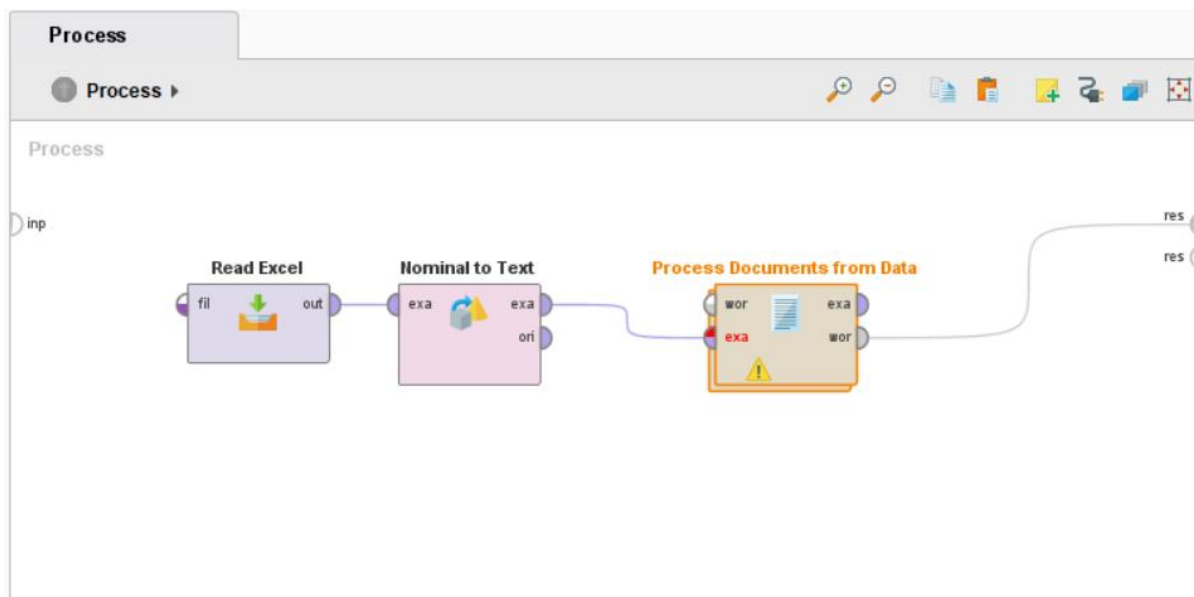 Process
Process
Process
inp
res
res
Read Excel
fil
out
Nominal to Text
exa
exa
ori
Process Documents from Data
wor
exa
exa
wor